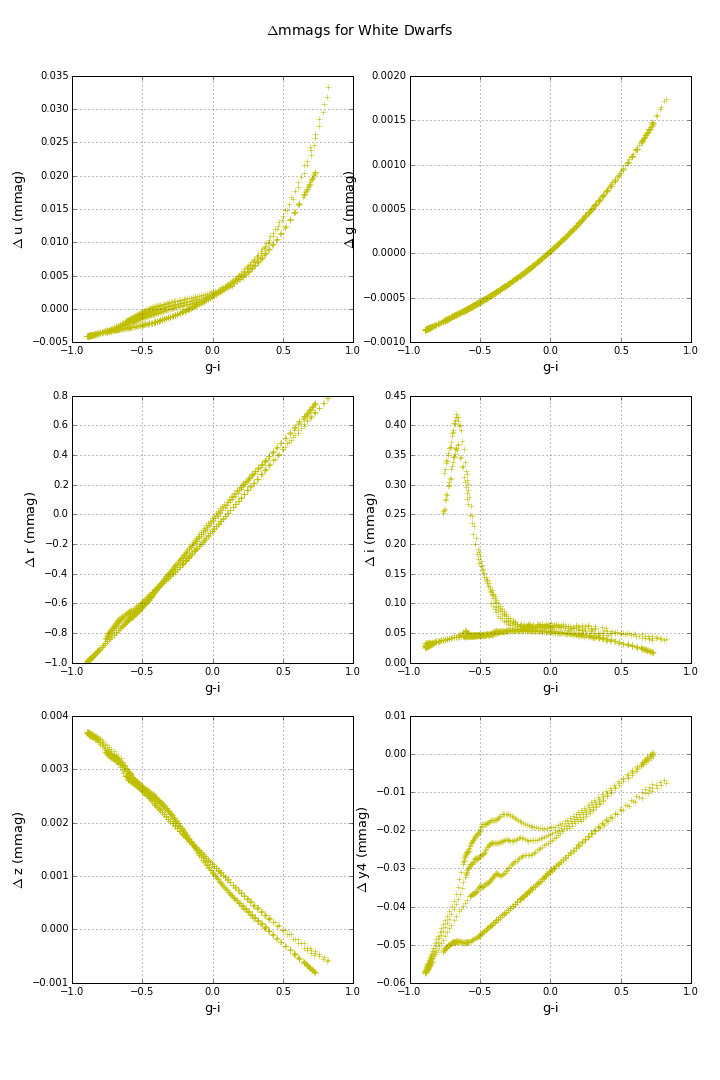 Δmmags for White Dwarfs
0.035
0.030
0.025
0.020
0.015
0.010
0.005
0.000
−0.005
Δ u (mmag)
−1.0 −0.5 0.0 0.5 1.0
g-i
0.0020
0.0015
0.0010
0.0005
0.0000
−0.0005
−0.0010
Δ g (mmag)
−1.0 −0.5 0.0 0.5 1.0
g-i
0.8
0.6
0.4
0.2
0.0
−0.2
−0.4
−0.6
−0.8
−1.0
Δ r (mmag)
−1.0 −0.5 0.0 0.5 1.0
g-i
0.45
0.40
0.35
0.30
0.25
0.20
0.15
0.10
0.05
0.00
Δ i (mmag)
−1.0 −0.5 0.0 0.5 1.0
g-i
0.004
0.003
0.002
0.001
0.000
−0.001
Δ z (mmag)
−1.0 −0.5 0.0 0.5 1.0
g-i
0.01
0.00
−0.01
−0.02
−0.03
−0.04
−0.05
−0.06
Δ y4 (mmag)
−1.0 −0.5 0.0 0.5 1.0
g-i